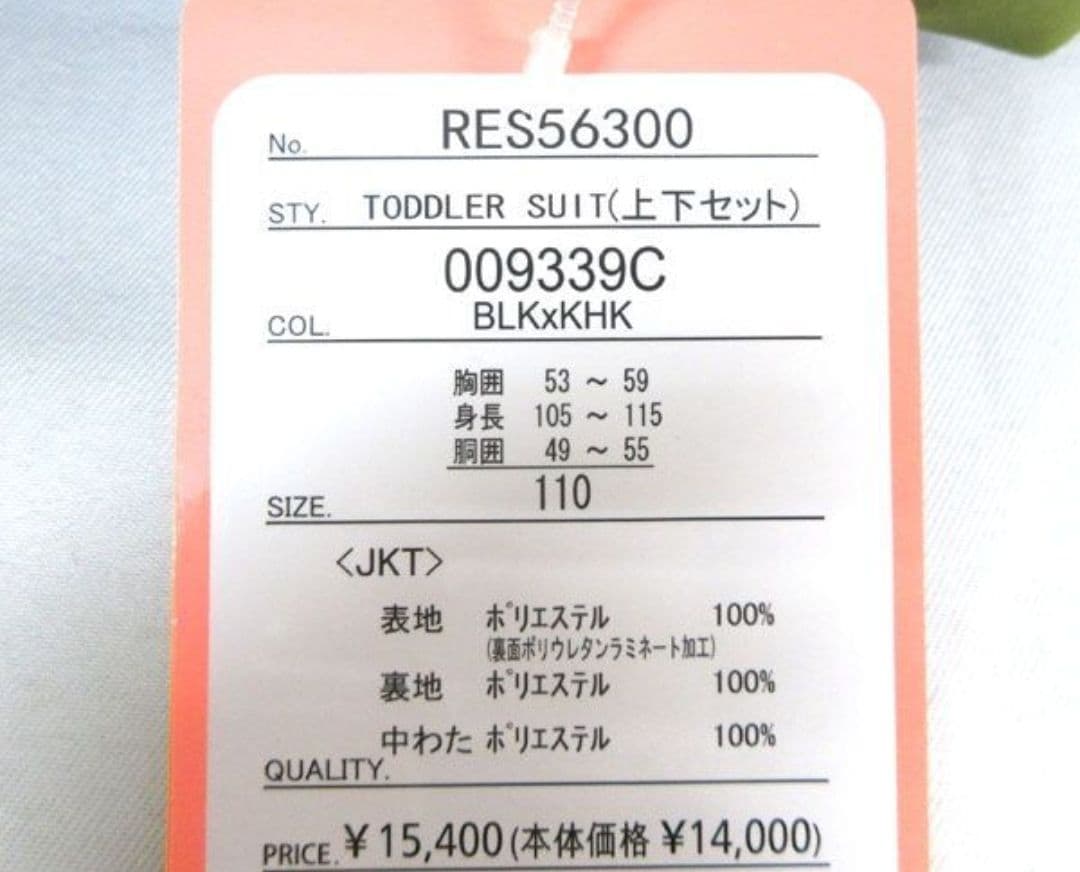 No. RES56300
STY. TODDLER SUIT(上下セット)
009339C
COL. BLKxKHK
胸囲 53 ~ 59
身長 105 ~ 115
胴囲 49 ~ 55
SIZE. 110
<JKT>
表地 ポリエステル 100%
(裏面ポリウレタンラミネート加工)
裏地 ポリエステル 100%
中わた ポリエステル 100%
QUALITY.
PRICE. ¥15,400(本体価格 ¥14,000)